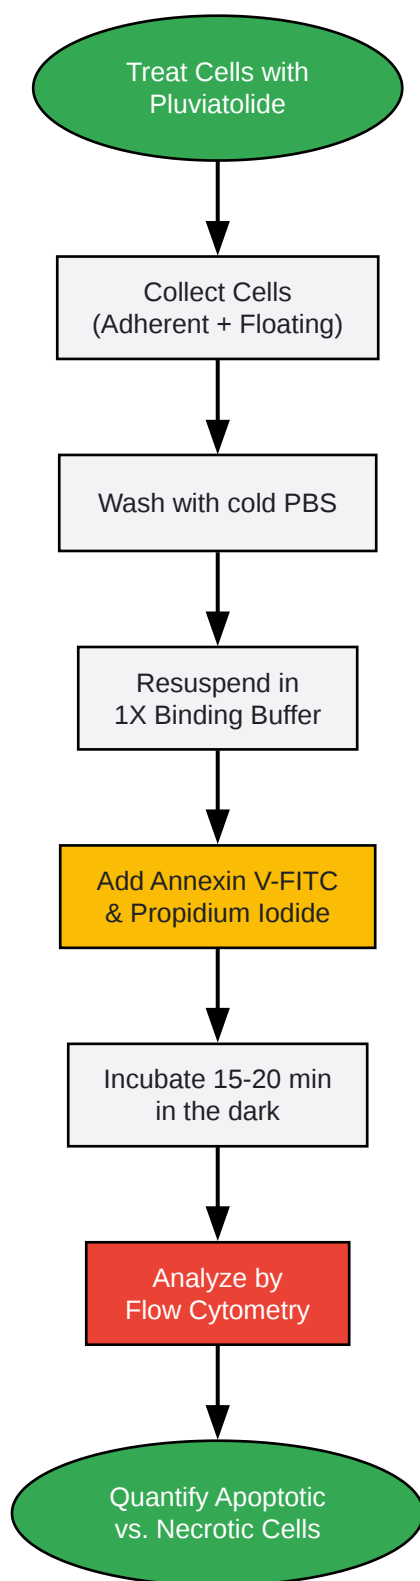 Treat Cells with
Pluviatolide
Collect Cells
(Adherent + Floating)
Wash with cold PBS
Resuspend in
1X Binding Buffer
Add Annexin V-FITC
& Propidium Iodide
Incubate 15-20 min
in the dark
Analyze by
Flow Cytometry
Quantify Apoptotic
vs. Necrotic Cells